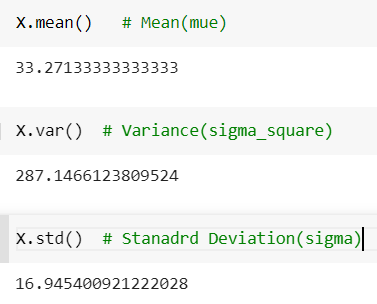 X.mean()   # Mean(mue)
33.27133333333333
X.var()  # Variance(sigma_square)
287.1466123809524
X.std()  # Stanadrd Deviation(sigma)
16.945400921222028